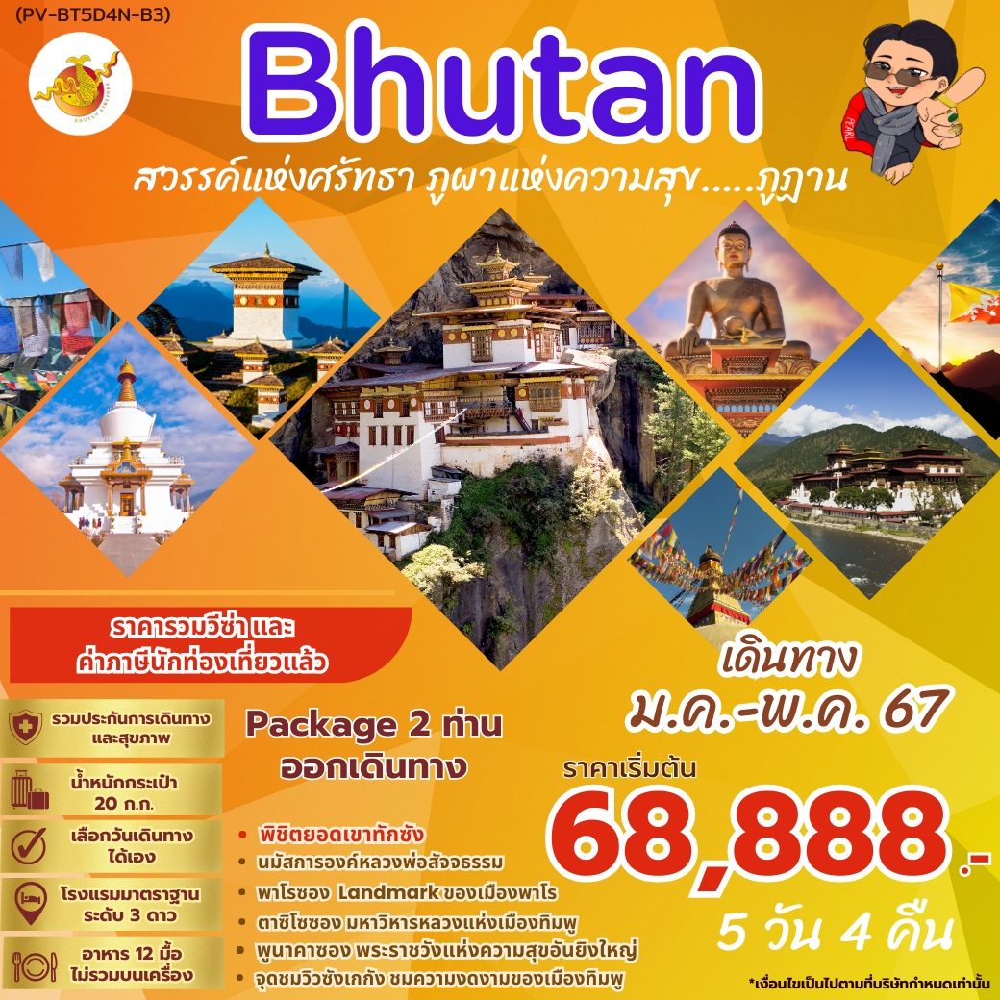 (PV-BT5D4N-B3)
BHUTAN AIRLINES
Bhutan
PEARL
สวรรค์แห่งศรัทธา ภูผาแห่งความสุข.....ภูฏาน
ราคารวมวีซ่า และ
ค่าภาษีนักท่องเที่ยวแล้ว
รวมประกันการเดินทาง
และสุขภาพ
น้ำหนักกระเป๋า
20 ก.ก.
เลือกวันเดินทาง
ได้เอง
โรงแรมมาตราฐาน
ระดับ 3 ดาว
อาหาร 12 มื้อ
ไม่รวมบนเครื่อง
Package 2 ท่าน
ออกเดินทาง
• พิชิตยอดเขาทักซัง
• นมัสการองค์หลวงพ่อสัจจธรรม
• พาโรซอง Landmark ของเมืองพาโร
• ตาชิโชซอง มหาวิหารหลวงแห่งเมืองทิมพู
• พูนาคาซอง พระราชวังแห่งความสุขอันยิงใหญ่
• จุดชมวิวซังเกกัง ชมความงดงามของเมืองทิมพู
เดินทาง
ม.ค.-พ.ค. 67
ราคาเริ่มต้น
68,888.-
5 วัน 4 คืน
*เงื่อนไขเป็นไปตามที่บริษัทกำหนดเท่านั้น